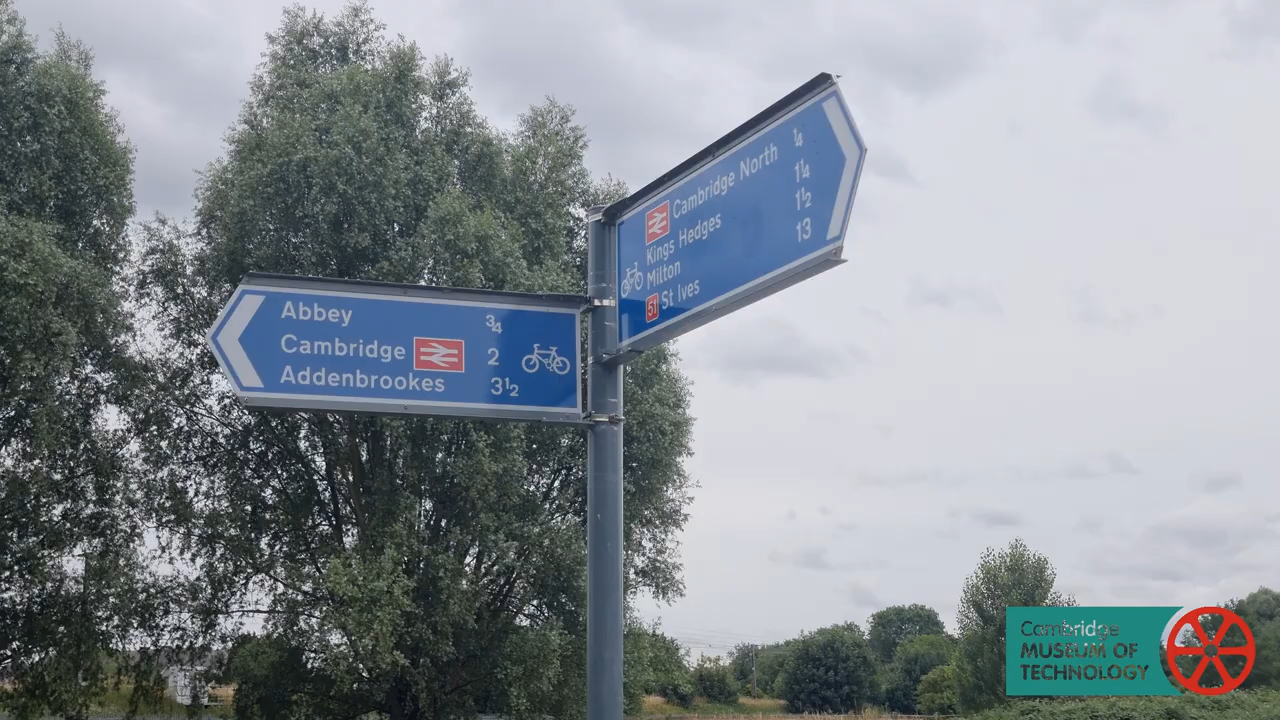 Abbey ¾
Cambridge 2
Addenbrookes 3½
Cambridge North ¼
Kings Hedges 1¼
Milton 1½
51 St Ives 13
Cambridge
MUSEUM OF
TECHNOLOGY